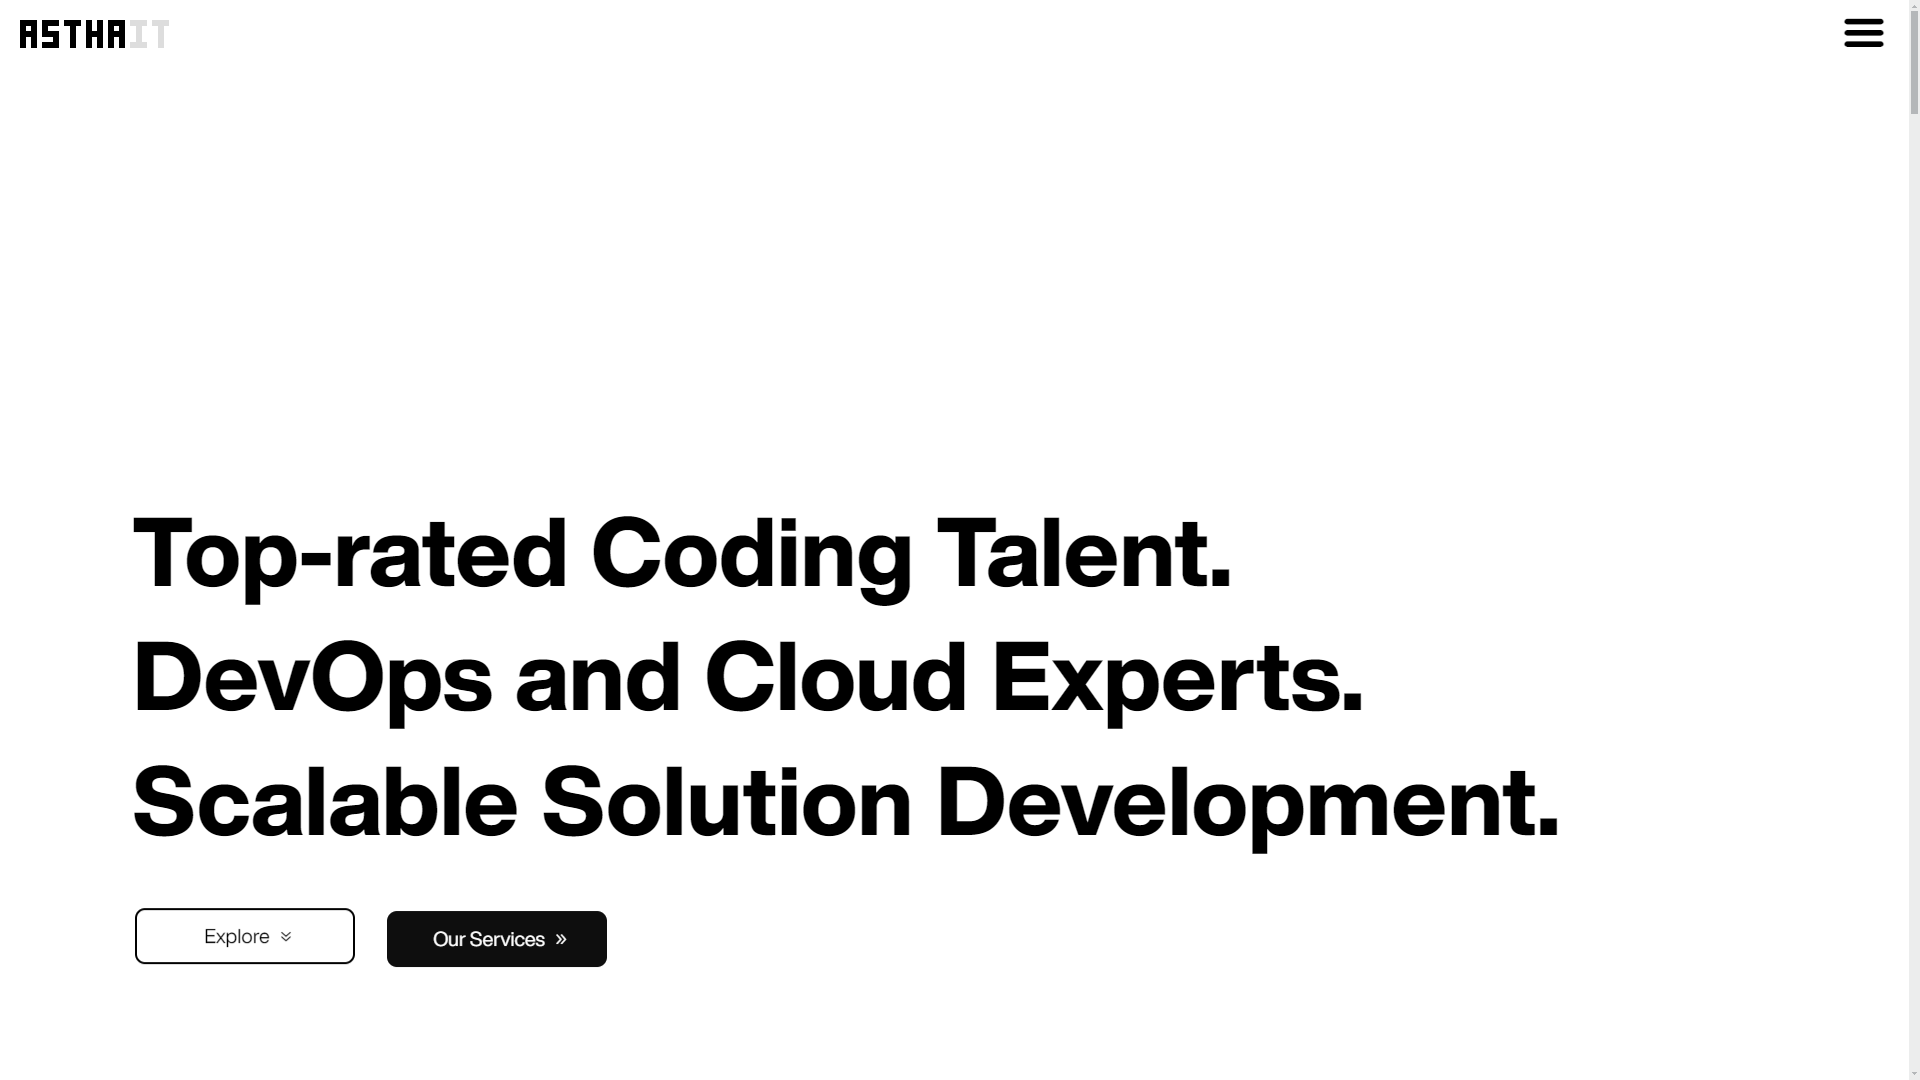 ASTHAIT
Top-rated Coding Talent.
DevOps and Cloud Experts.
Scalable Solution Development.
Explore
Our Services »